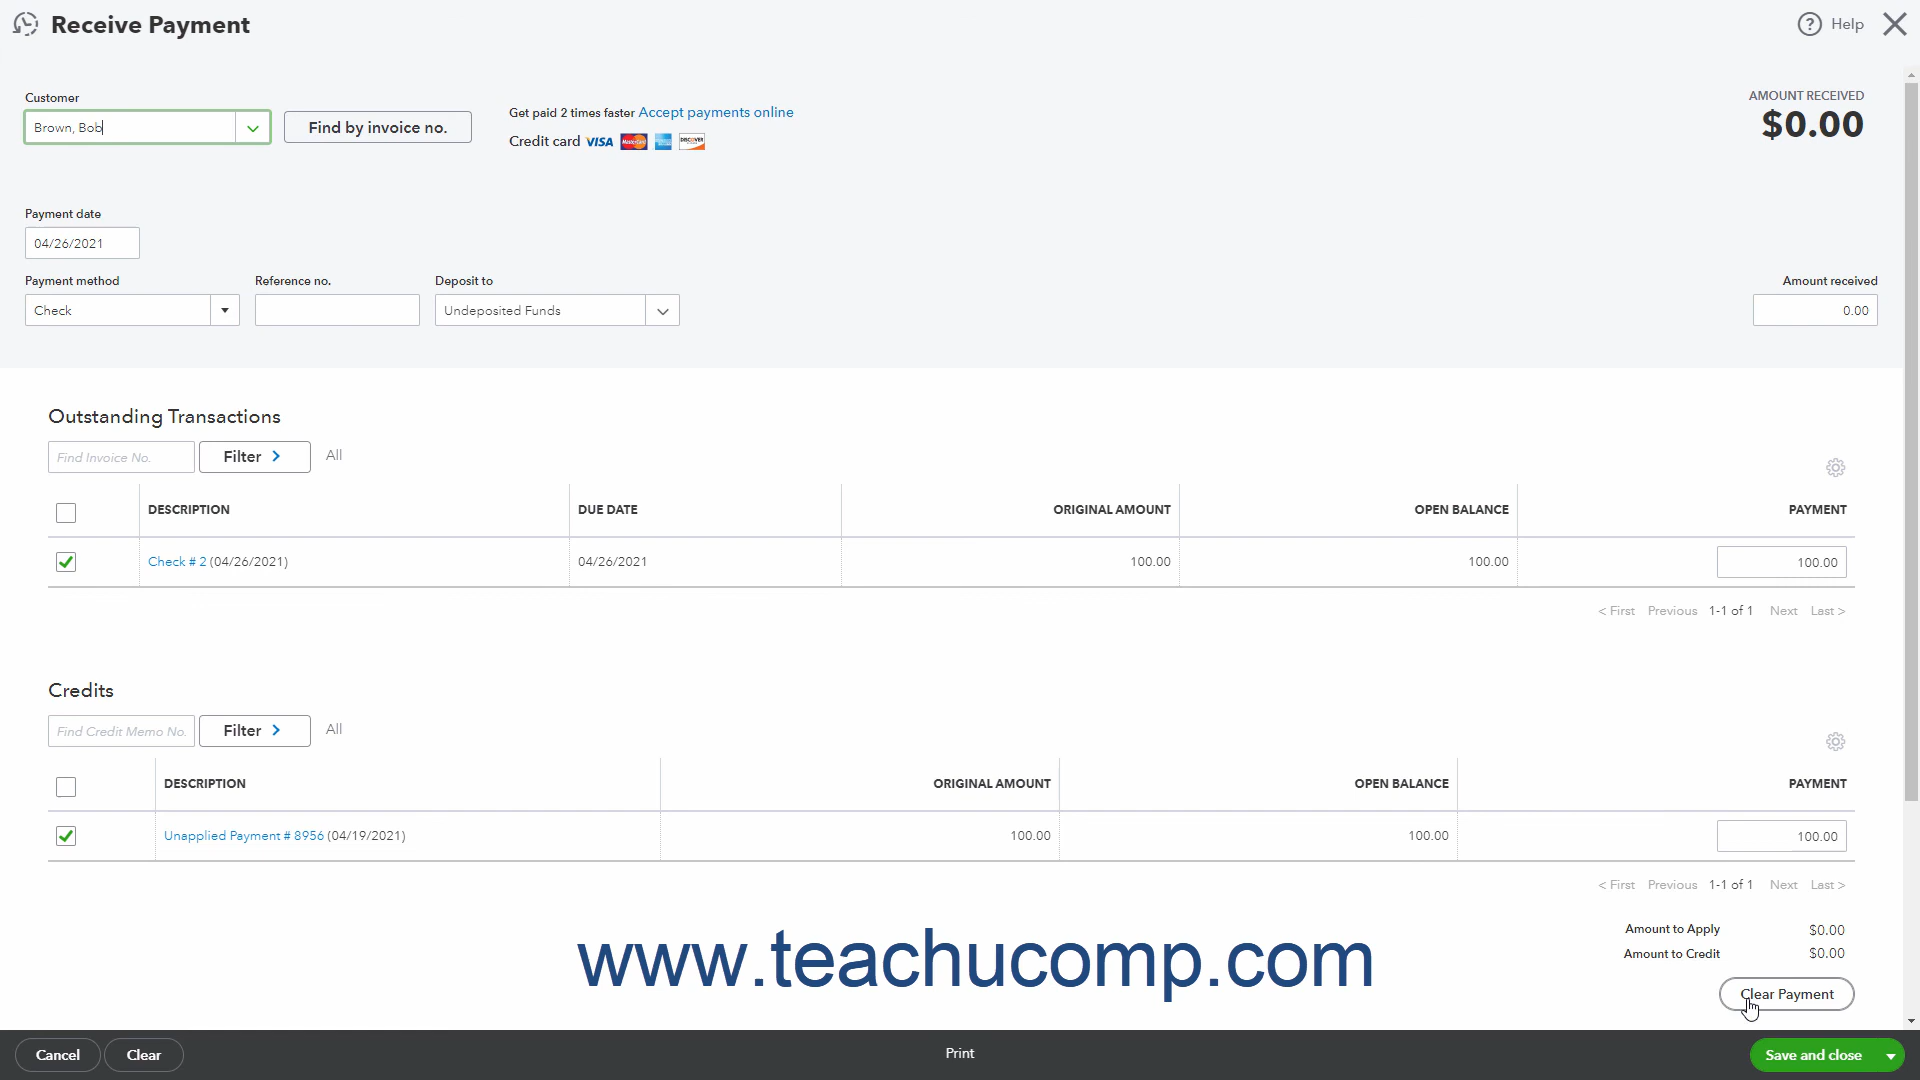 Receive Payment
? Help
Customer
Brown, Bob
Find by invoice no.
Get paid 2 times faster Accept payments online
Credit card VISA MasterCard DISCOVER
AMOUNT RECEIVED
$0.00
Payment date
04/26/2021
Payment method
Reference no.
Deposit to
Amount received
Check
Undeposited Funds
0.00
Outstanding Transactions
Find Invoice No.
Filter >
All
DESCRIPTION DUE DATE ORIGINAL AMOUNT OPEN BALANCE PAYMENT
Check # 2 (04/26/2021) 04/26/2021 100.00 100.00 100.00
< First Previous 1-1 of 1 Next Last >
Credits
Find Credit Memo No.
Filter >
All
DESCRIPTION ORIGINAL AMOUNT OPEN BALANCE PAYMENT
Unapplied Payment # 8956 (04/19/2021) 100.00 100.00 100.00
< First Previous 1-1 of 1 Next Last >
Amount to Apply $0.00
Amount to Credit $0.00
www.teachucomp.com
Clear Payment
Cancel Clear Print Save and close